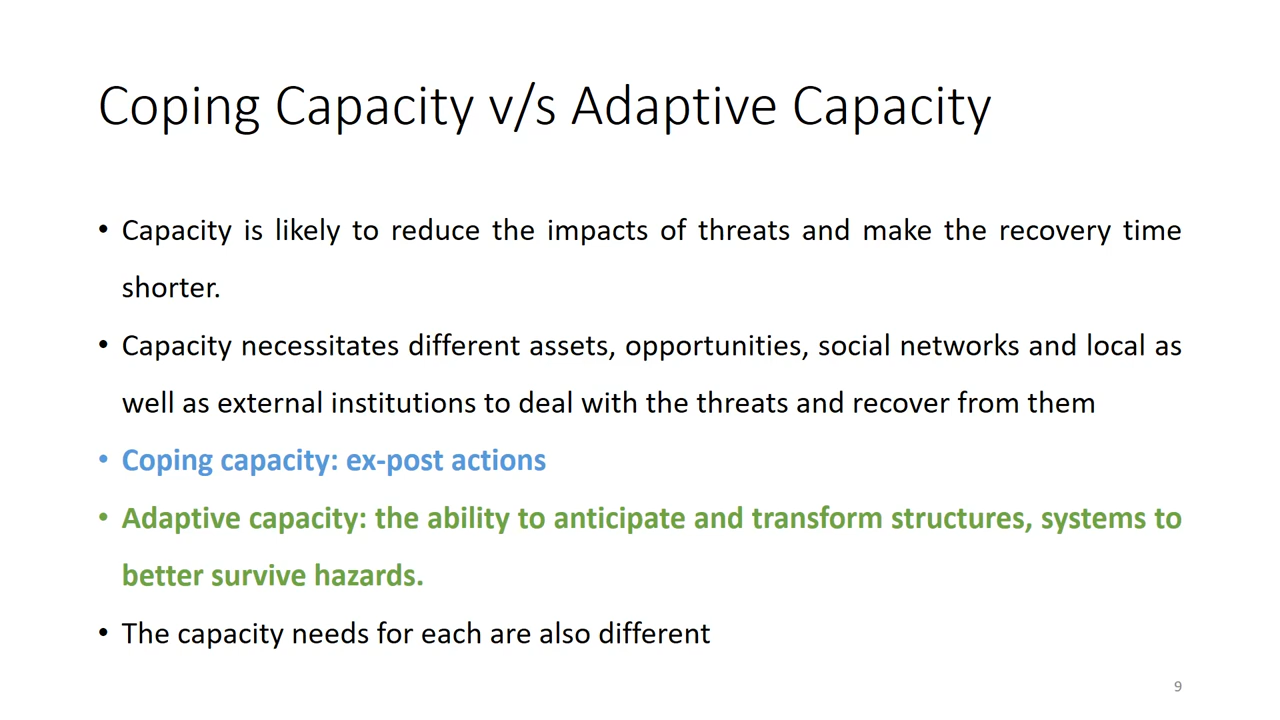 Coping Capacity v/s Adaptive Capacity
• Capacity is likely to reduce the impacts of threats and make the recovery time
shorter.
• Capacity necessitates different assets, opportunities, social networks and local as
well as external institutions to deal with the threats and recover from them
• Coping capacity: ex-post actions
• Adaptive capacity: the ability to anticipate and transform structures, systems to
better survive hazards.
• The capacity needs for each are also different
9